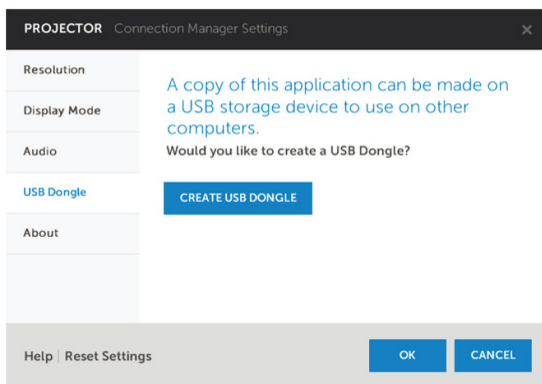 PROJECTOR Connection Manager Settings ×
Resolution
Display Mode
Audio
USB Dongle
About
A copy of this application can be made on
a USB storage device to use on other
computers.
Would you like to create a USB Dongle?
CREATE USB DONGLE
Help | Reset Settings
OK
CANCEL